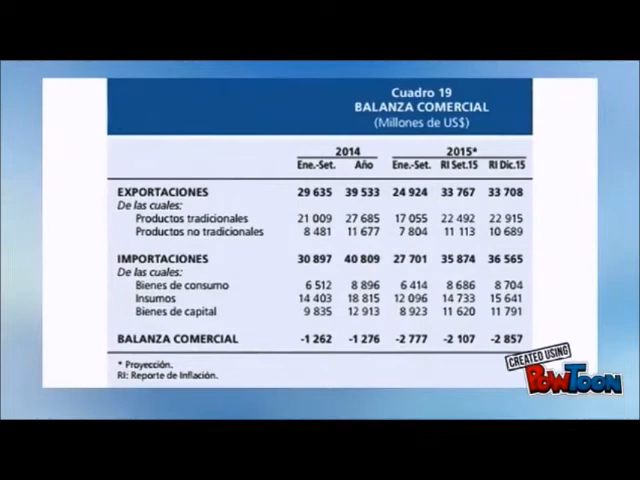 Cuadro 19
BALANZA COMERCIAL
(Millones de US$)
2014 2015*
Ene.-Set. Año Ene.-Set. RI Set.15 RI Dic.15
EXPORTACIONES 29 635 39 533 24 924 33 767 33 708
De las cuales:
Productos tradicionales 21 009 27 685 17 055 22 492 22 915
Productos no tradicionales 8 481 11 677 7 804 11 113 10 689
IMPORTACIONES 30 897 40 809 27 701 35 874 36 565
De las cuales:
Bienes de consumo 6 512 8 896 6 414 8 686 8 704
Insumos 14 403 18 815 12 096 14 733 15 641
Bienes de capital 9 835 12 913 8 923 11 620 11 791
BALANZA COMERCIAL -1 262 -1 276 -2 777 -2 107 -2 857
* Proyección.
RI: Reporte de Inflación.
CREATED USING
PowToon